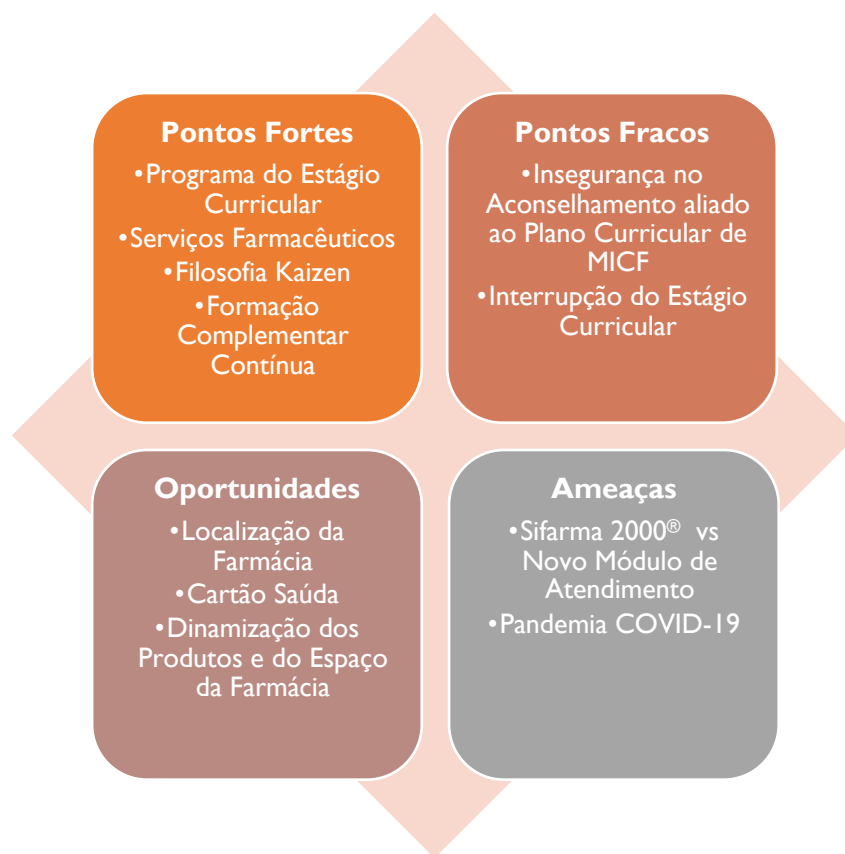 Pontos Fortes
•Programa do Estágio
Curricular
•Serviços Farmacêuticos
•Filosofia Kaizen
•Formação
Complementar
Contínua
Pontos Fracos
•Insegurança no
Aconselhamento aliado
ao Plano Curricular de
MICF
•Interrupção do Estágio
Curricular
Oportunidades
•Localização da
Farmácia
•Cartão Saúda
•Dinamização dos
Produtos e do Espaço
da Farmácia
Ameaças
•Sifarma 2000® vs
Novo Módulo de
Atendimento
•Pandemia COVID-19